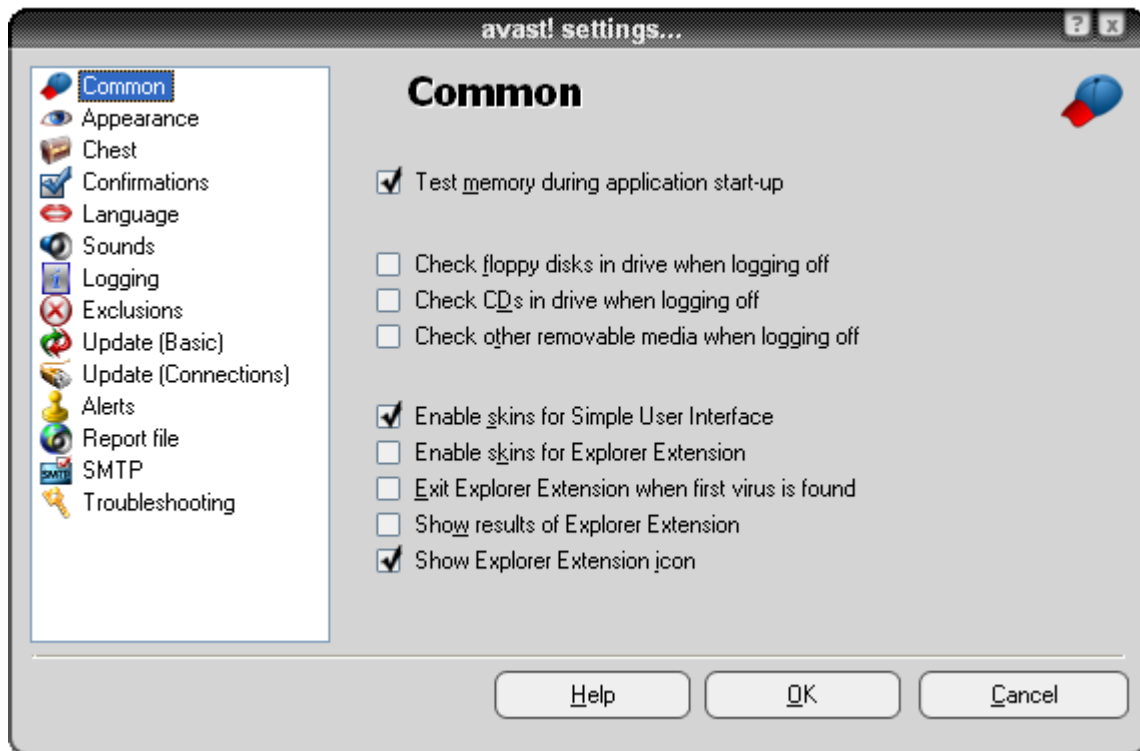 avast! settings...
? x
Common
Appearance
Chest
Confirmations
Language
Sounds
Logging
Exclusions
Update (Basic)
Update (Connections)
Alerts
Report file
SMTP
Troubleshooting
Common
Test memory during application start-up
Check floppy disks in drive when logging off
Check CDs in drive when logging off
Check other removable media when logging off
Enable skins for Simple User Interface
Enable skins for Explorer Extension
Exit Explorer Extension when first virus is found
Show results of Explorer Extension
Show Explorer Extension icon
Help
OK
Cancel